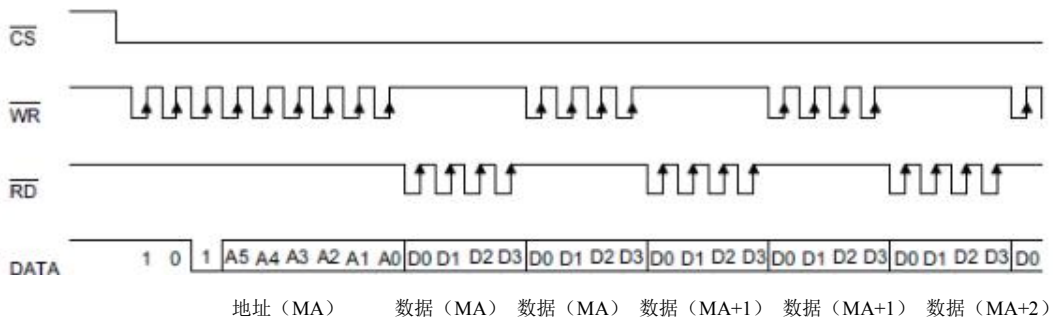 CS
WR
RD
DATA 1 0 1 A5 A4 A3 A2 A1 A0 D0 D1 D2 D3 D0 D1 D2 D3 D0 D1 D2 D3 D0 D1 D2 D3 D0 D1 D2 D3 D0
地址（MA） 数据（MA） 数据（MA） 数据（MA+1） 数据（MA+1） 数据（MA+2）